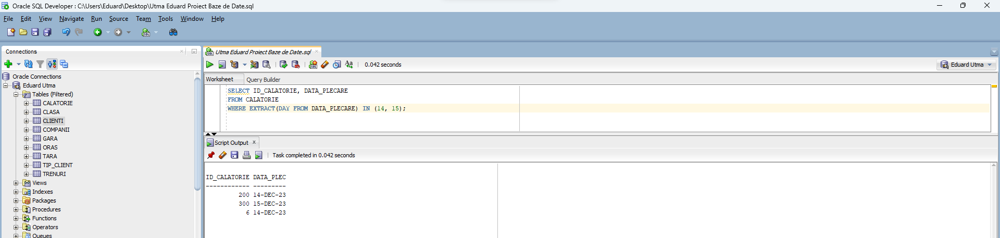 Oracle SQL Developer : C:\Users\Eduard\Desktop\Utma Eduard Proiect Baze de Date.sql
File Edit View Navigate Run Source Team Tools Window Help
Connections
Oracle Connections
Eduard Utma
Tables (Filtered)
CALATORIE
CLASA
CLIENTI
COMPANII
GARA
ORAS
TARA
TIP_CLIENT
TRENURI
Views
Indexes
Packages
Procedures
Functions
Operators
Queues
Utma Eduard Proiect Baze de Date.sql
0.042 seconds
Eduard Utma
Worksheet Query Builder
SELECT ID_CALATORIE, DATA_PLECARE
FROM CALATORIE
WHERE EXTRACT(DAY FROM DATA_PLECARE) IN (14, 15);
Script Output x
Task completed in 0.042 seconds
ID_CALATORIE DATA_PLEC
------------ ---------
200 14-DEC-23
300 15-DEC-23
6 14-DEC-23